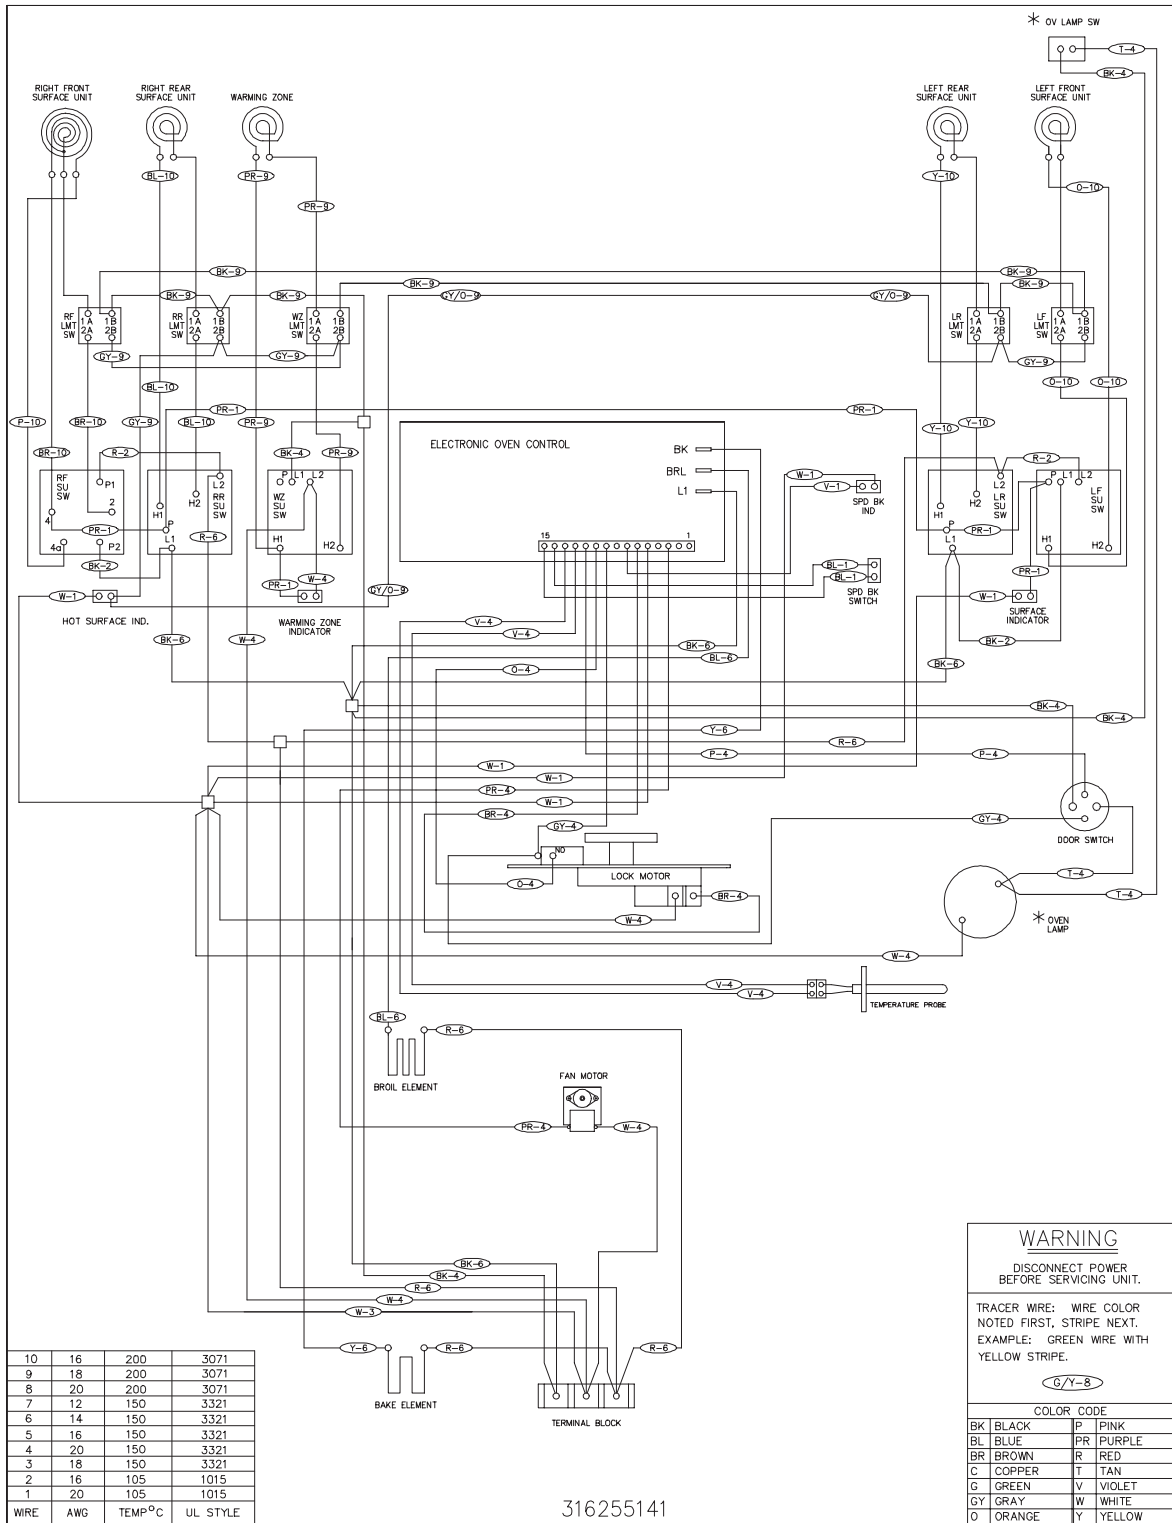 * OV LAMP SW
T-4
BK-4
RIGHT FRONT
SURFACE UNIT
RIGHT REAR
SURFACE UNIT
WARMING ZONE
LEFT REAR
SURFACE UNIT
LEFT FRONT
SURFACE UNIT
BL-10
PR-9
PR-9
Y-10
O-10
BK-9
BK-9
BK-9
BK-9
BK-9
GY/O-9
GY/O-9
RF
LMT
SW
1A 1B
2A 2B
RR
LMT
SW
1A 1B
2A 2B
WZ
LMT
SW
1A 1B
2A 2B
LR
LMT
SW
1A 1B
2A 2B
LF
LMT
SW
1A 1B
2A 2B
GY-9
GY-9
GY-9
BL-10
O-10
O-10
P-10
BR-10
GY-9
BL-10
PR-1
PR-9
PR-1
Y-10
Y-10
BR-10
R-2
BK-4
PR-9
R-2
ELECTRONIC OVEN CONTROL
BK
BRL
L1
15
1
RF
SU
SW
P1
2
4
4a
P2
PR-1
BK-2
RR
SU
SW
L2
H1
H2
P
L1
R-6
WZ
SU
SW
P
L1
L2
H1
H2
PR-1
W-4
GY/O-9
W-1
V-1
SPD BK
IND
BL-1
BL-1
SPD BK
SWITCH
LR
SU
SW
L2
H1
H2
P
L1
PR-1
LF
SU
SW
P
L1
L2
H1
H2
PR-1
W-1
HOT SURFACE IND.
WARMING ZONE
INDICATOR
W-1
SURFACE
INDICATOR
BK-6
W-4
V-4
V-4
BK-6
BL-6
O-4
BK-2
BK-6
BK-4
BK-4
Y-6
R-6
P-4
P-4
W-1
W-1
PR-4
W-1
BR-4
GY-4
GY-4
DOOR SWITCH
NO
LOCK MOTOR
O-4
BR-4
W-4
T-4
T-4
* OVEN
LAMP
W-4
V-4
V-4
TEMPERATURE PROBE
BL-6
R-6
BROIL ELEMENT
FAN MOTOR
PR-4
W-4
BK-6
BK-4
R-6
W-4
W-3
Y-6
R-6
R-6
BAKE ELEMENT
TERMINAL BLOCK
WARNING
DISCONNECT POWER
BEFORE SERVICING UNIT.
TRACER WIRE: WIRE COLOR
NOTED FIRST, STRIPE NEXT.
EXAMPLE: GREEN WIRE WITH
YELLOW STRIPE.
G/Y-8
COLOR CODE
BK BLACK P PINK
BL BLUE PR PURPLE
BR BROWN R RED
C COPPER T TAN
G GREEN V VIOLET
GY GRAY W WHITE
O ORANGE Y YELLOW
10 16 200 3071
9 18 200 3071
8 20 200 3071
7 12 150 3321
6 14 150 3321
5 16 150 3321
4 20 150 3321
3 18 150 3321
2 16 105 1015
1 20 105 1015
WIRE AWG TEMP°C UL STYLE
316255141